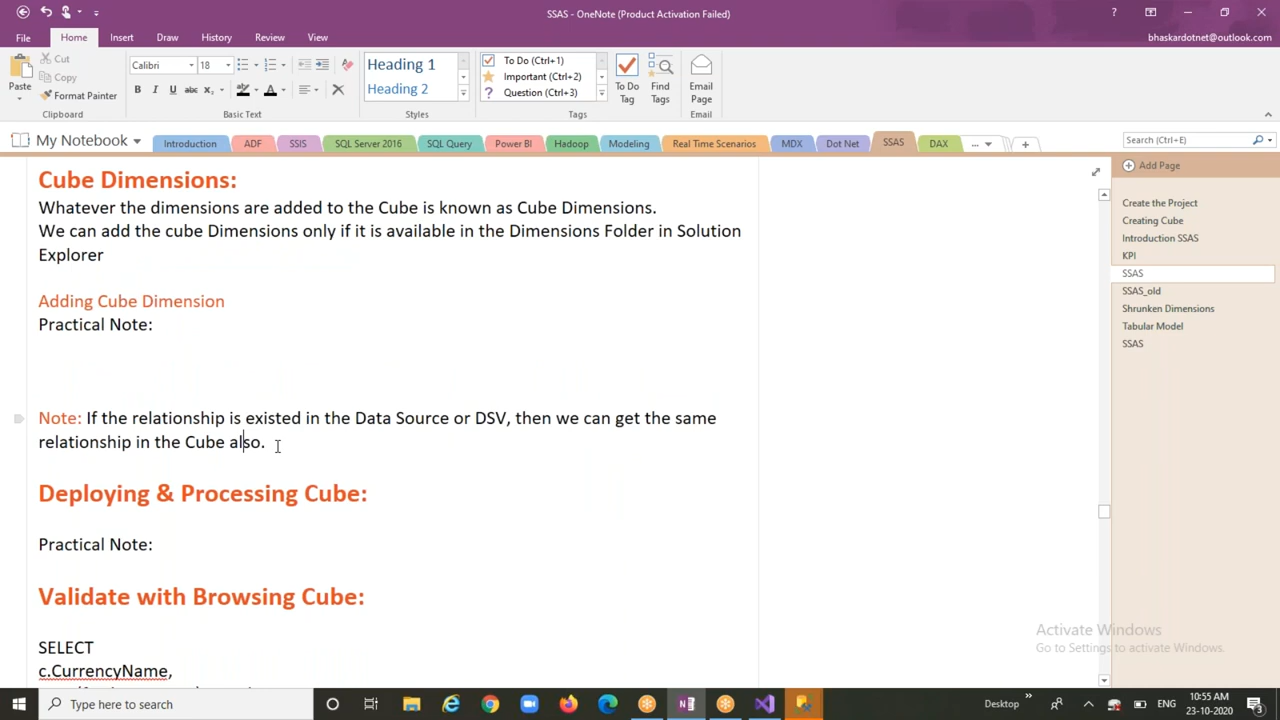 SSAS - OneNote (Product Activation Failed)
?
File Home Insert Draw History Review View
bhaskardotnet@outlook.com
Paste
Cut
Copy
Format Painter
Clipboard
Calibri 18
B I U abc
Basic Text
Heading 1
Heading 2
Styles
To Do (Ctrl+1)
Important (Ctrl+2)
Question (Ctrl+3)
To Do Tag
Find Tags
Tags
Email Page
Email
My Notebook
Introduction ADF SSIS SQL Server 2016 SQL Query Power BI Hadoop Modeling Real Time Scenarios MDX Dot Net SSAS DAX ...
Search (Ctrl+E)
Cube Dimensions:
Whatever the dimensions are added to the Cube is known as Cube Dimensions.
We can add the cube Dimensions only if it is available in the Dimensions Folder in Solution
Explorer
Adding Cube Dimension
Practical Note:
Note: If the relationship is existed in the Data Source or DSV, then we can get the same
relationship in the Cube also.
Deploying & Processing Cube:
Practical Note:
Validate with Browsing Cube:
SELECT
c.CurrencyName,
Add Page
Create the Project
Creating Cube
Introduction SSAS
KPI
SSAS
SSAS_old
Shrunken Dimensions
Tabular Model
SSAS
Activate Windows
Go to Settings to activate Windows.
Type here to search
Desktop
ENG
10:55 AM
23-10-2020
3